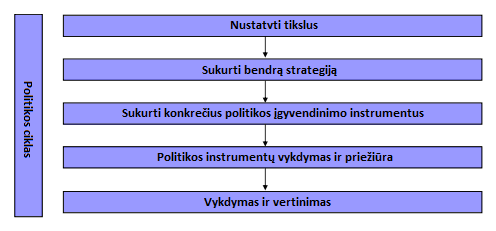 Politikos ciklas
Nustatvti tikslus
Sukurti bendrą strategiją
Sukurti konkrečius politikos įgyvendinimo instrumentus
Politikos instrumentų vykdymas ir priežiūra
Vykdymas ir vertinimas